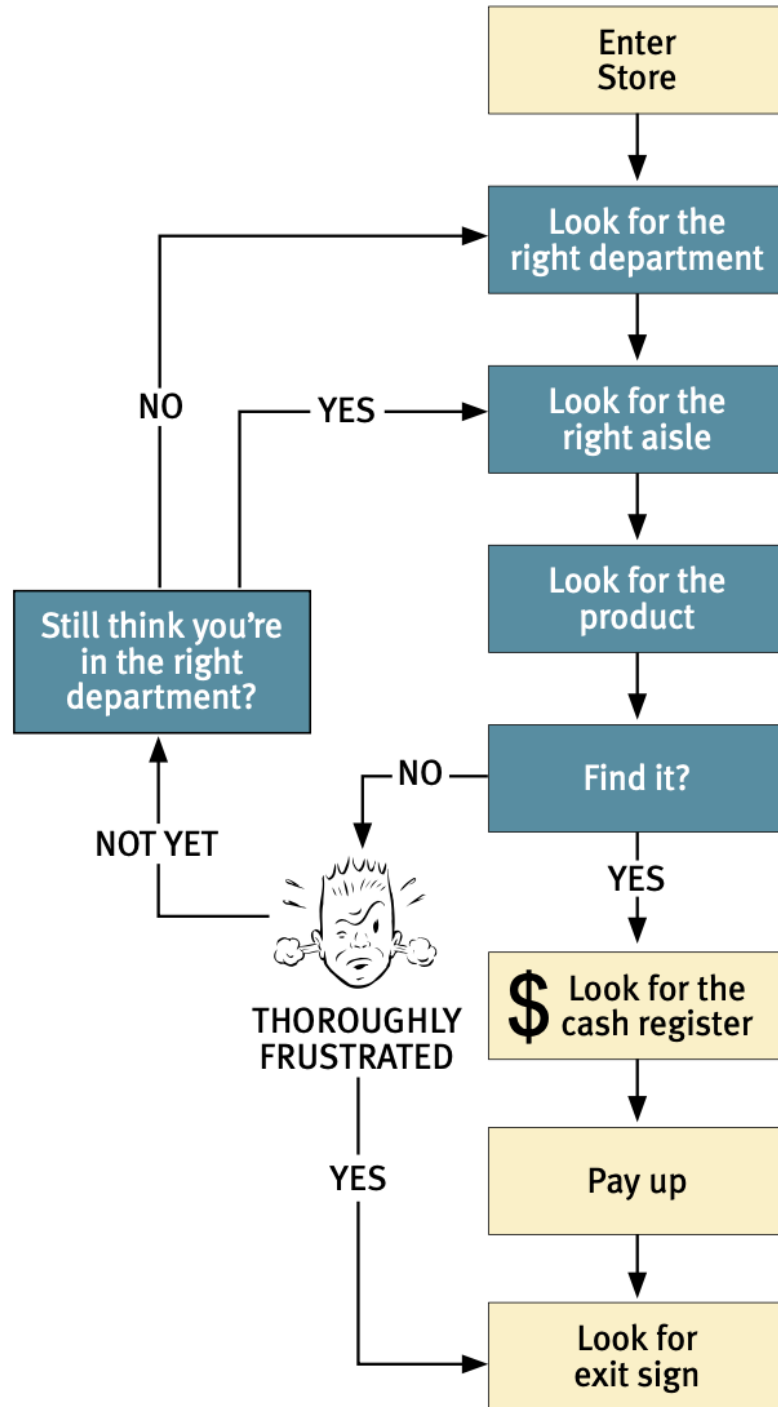 Enter
Store
Look for the
right department
NO
YES
Look for the
right aisle
Look for the
product
Still think you’re
in the right
department?
NO
Find it?
NOT YET
YES
THOROUGHLY
FRUSTRATED
$ Look for the
cash register
YES
Pay up
Look for
exit sign